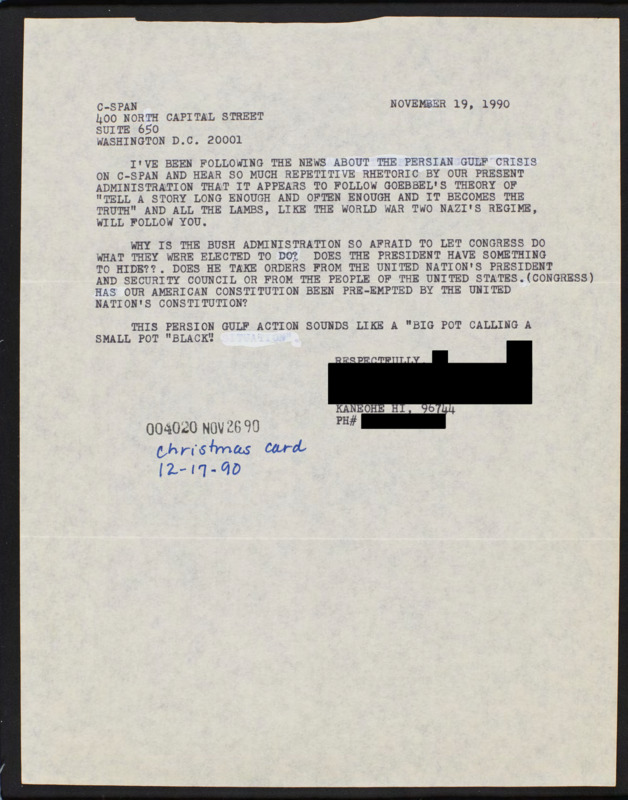 C-SPAN NOVEMBER 19, 1990
400 NORTH CAPITAL STREET
SUITE 650
WASHINGTON D.C. 20001
I'VE BEEN FOLLOWING THE NEWS ABOUT THE PERSIAN GULF CRISIS
ON C-SPAN AND HEAR SO MUCH REPETITIVE RHETORIC BY OUR PRESENT
ADMINISTRATION THAT IT APPEARS TO FOLLOW GOEBBEL'S THEORY OF
"TELL A STORY LONG ENOUGH AND OFTEN ENOUGH AND IT BECOMES THE
TRUTH" AND ALL THE LAMBS, LIKE THE WORLD WAR TWO NAZI'S REGIME,
WILL FOLLOW YOU.
WHY IS THE BUSH ADMINISTRATION SO AFRAID TO LET CONGRESS DO
WHAT THEY WERE ELECTED TO DO? DOES THE PRESIDENT HAVE SOMETHING
TO HIDE??. DOES HE TAKE ORDERS FROM THE UNITED NATION'S PRESIDENT
AND SECURITY COUNCIL OR FROM THE PEOPLE OF THE UNITED STATES.(CONGRESS)
HAS OUR AMERICAN CONSTITUTION BEEN PRE-EMPTED BY THE UNITED
NATION'S CONSTITUTION?
THIS PERSION GULF ACTION SOUNDS LIKE A "BIG POT CALLING A
SMALL POT "BLACK".
RESPECTFULLY,
KANEOHE HI, 96744
PH#
004020 NOV 26 90
christmas card
12-17-90